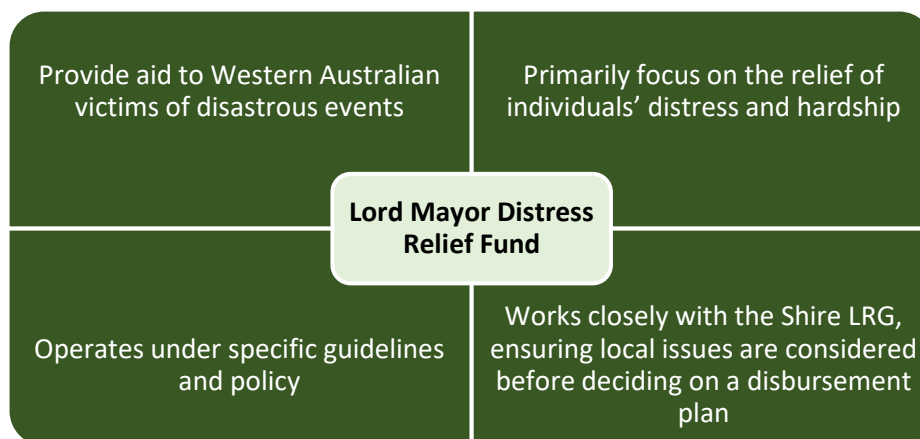 Provide aid to Western Australian
victims of disastrous events
Primarily focus on the relief of
individuals’ distress and hardship
Lord Mayor Distress
Relief Fund
Operates under specific guidelines
and policy
Works closely with the Shire LRG,
ensuring local issues are considered
before deciding on a disbursement
plan